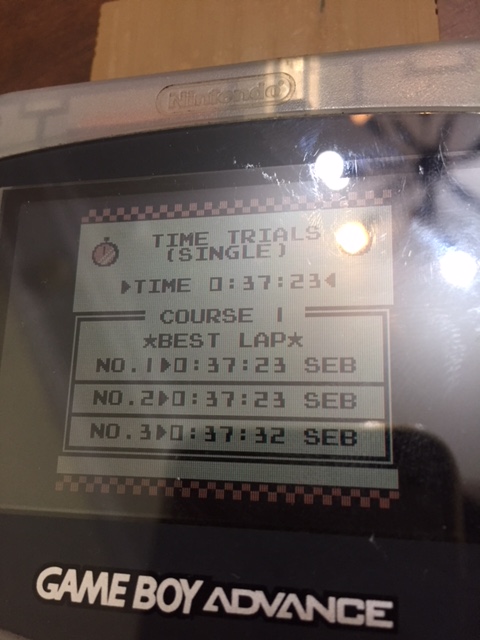 Nintendo®
TIME TRIALS
(SINGLE)
▶TIME 0:37:23◀
COURSE 1
★BEST LAP★
NO.1▶0:37:23 SEB
NO.2▶0:37:23 SEB
NO.3▶0:37:32 SEB
GAME BOY ADVANCE